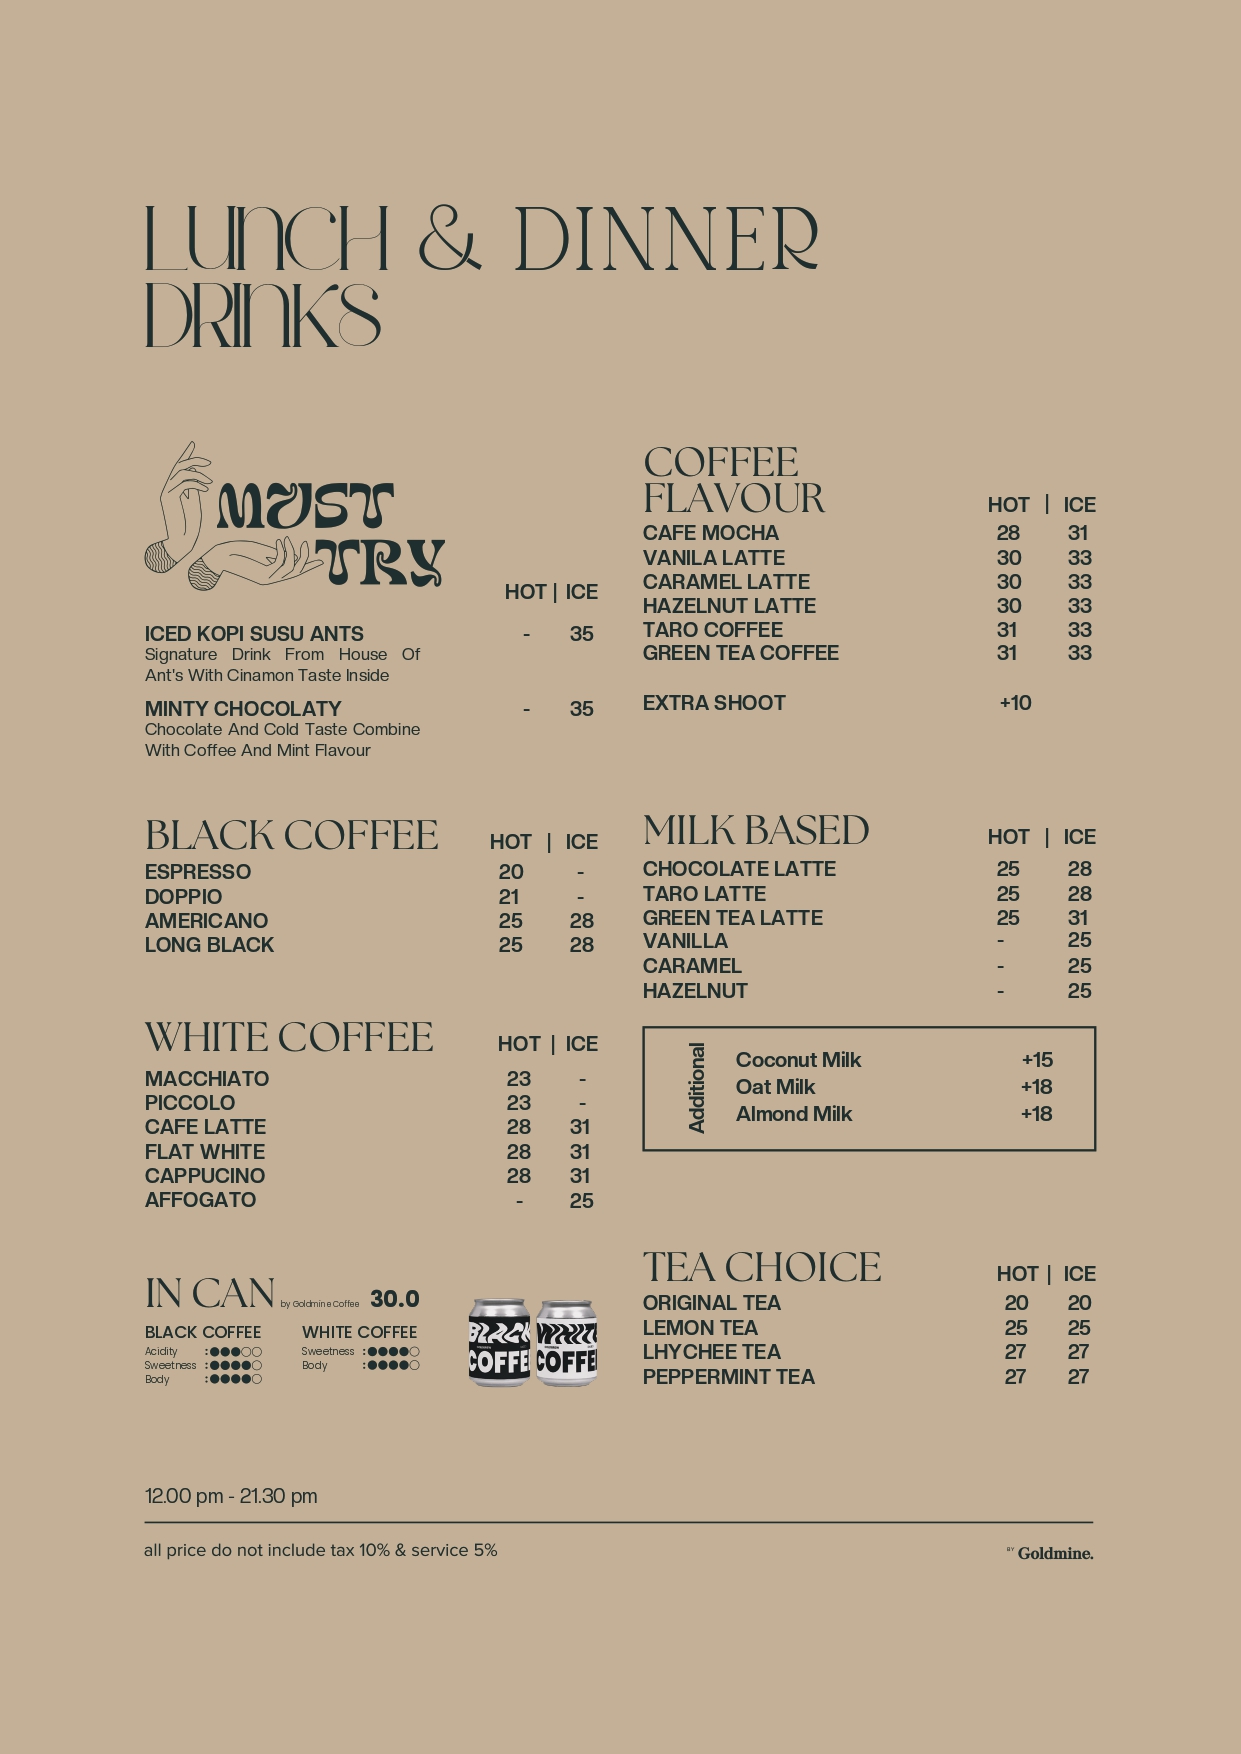 LUNCH & DINNER
DRINKS
MUST
TRY
HOT | ICE
ICED KOPI SUSU ANTS - 35
Signature Drink From House Of
Ant's With Cinamon Taste Inside
MINTY CHOCOLATY - 35
Chocolate And Cold Taste Combine
With Coffee And Mint Flavour
BLACK COFFEE HOT | ICE
ESPRESSO 20 -
DOPPIO 21 -
AMERICANO 25 28
LONG BLACK 25 28
WHITE COFFEE HOT | ICE
MACCHIATO 23 -
PICCOLO 23 -
CAFE LATTE 28 31
FLAT WHITE 28 31
CAPPUCINO 28 31
AFFOGATO - 25
IN CAN by Goldmine Coffee 30.0
BLACK COFFEE
Acidity :
Sweetness :
Body :
WHITE COFFEE
Sweetness :
Body :
BLACK
COFFEE
WHITE
COFFEE
COFFEE
FLAVOUR HOT | ICE
CAFE MOCHA 28 31
VANILA LATTE 30 33
CARAMEL LATTE 30 33
HAZELNUT LATTE 30 33
TARO COFFEE 31 33
GREEN TEA COFFEE 31 33
EXTRA SHOOT +10
MILK BASED HOT | ICE
CHOCOLATE LATTE 25 28
TARO LATTE 25 28
GREEN TEA LATTE 25 31
VANILLA - 25
CARAMEL - 25
HAZELNUT - 25
Additional
Coconut Milk +15
Oat Milk +18
Almond Milk +18
TEA CHOICE HOT | ICE
ORIGINAL TEA 20 20
LEMON TEA 25 25
LHYCHEE TEA 27 27
PEPPERMINT TEA 27 27
12.00 pm - 21.30 pm
all price do not include tax 10% & service 5%
BY Goldmine.